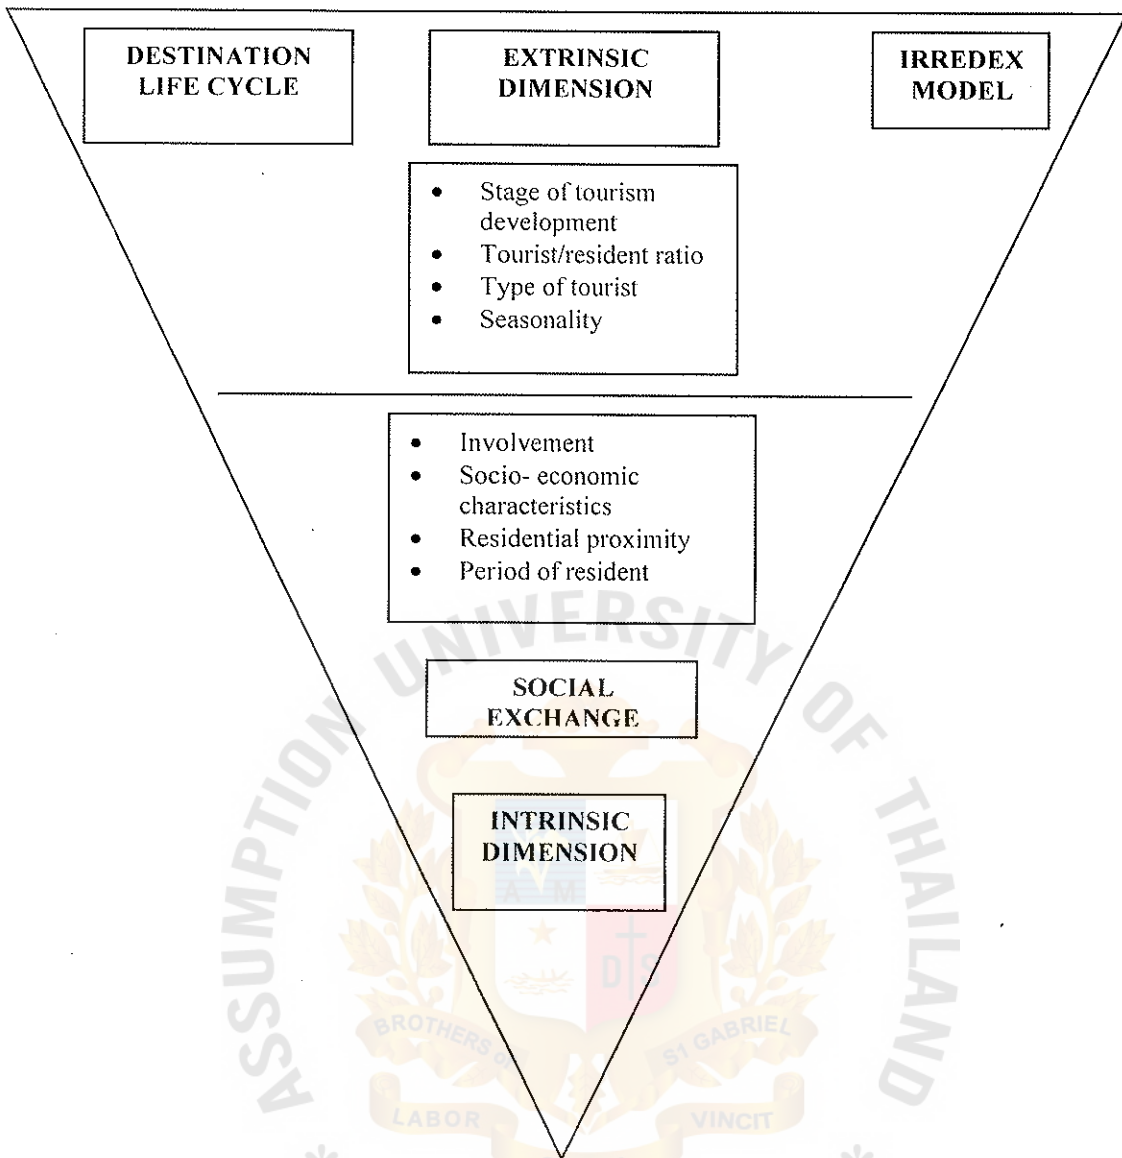 DESTINATION
LIFE CYCLE
EXTRINSIC
DIMENSION
IRREDEX
MODEL
• Stage of tourism
development
• Tourist/resident ratio
• Type of tourist
• Seasonality
• Involvement
• Socio- economic
characteristics
• Residential proximity
• Period of resident
SOCIAL
EXCHANGE
INTRINSIC
DIMENSION
ASSUMPTION UNIVERSITY OF THAILAND
A M
D S
BROTHERS OF
ST GABRIEL
LABOR
VINCIT